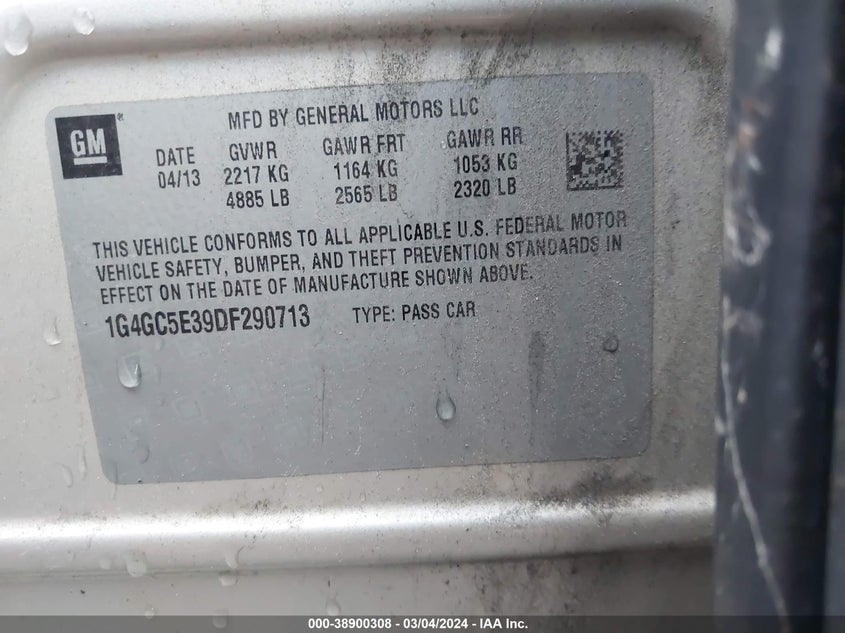 GM
®
MFD BY GENERAL MOTORS LLC
DATE GVWR GAWR FRT GAWR RR
04/13 2217 KG 1164 KG 1053 KG
4885 LB 2565 LB 2320 LB
THIS VEHICLE CONFORMS TO ALL APPLICABLE U.S. FEDERAL MOTOR
VEHICLE SAFETY, BUMPER, AND THEFT PREVENTION STANDARDS IN
EFFECT ON THE DATE OF MANUFACTURE SHOWN ABOVE.
1G4GC5E39DF290713 TYPE: PASS CAR
000-38900308 - 03/04/2024 - IAA Inc.